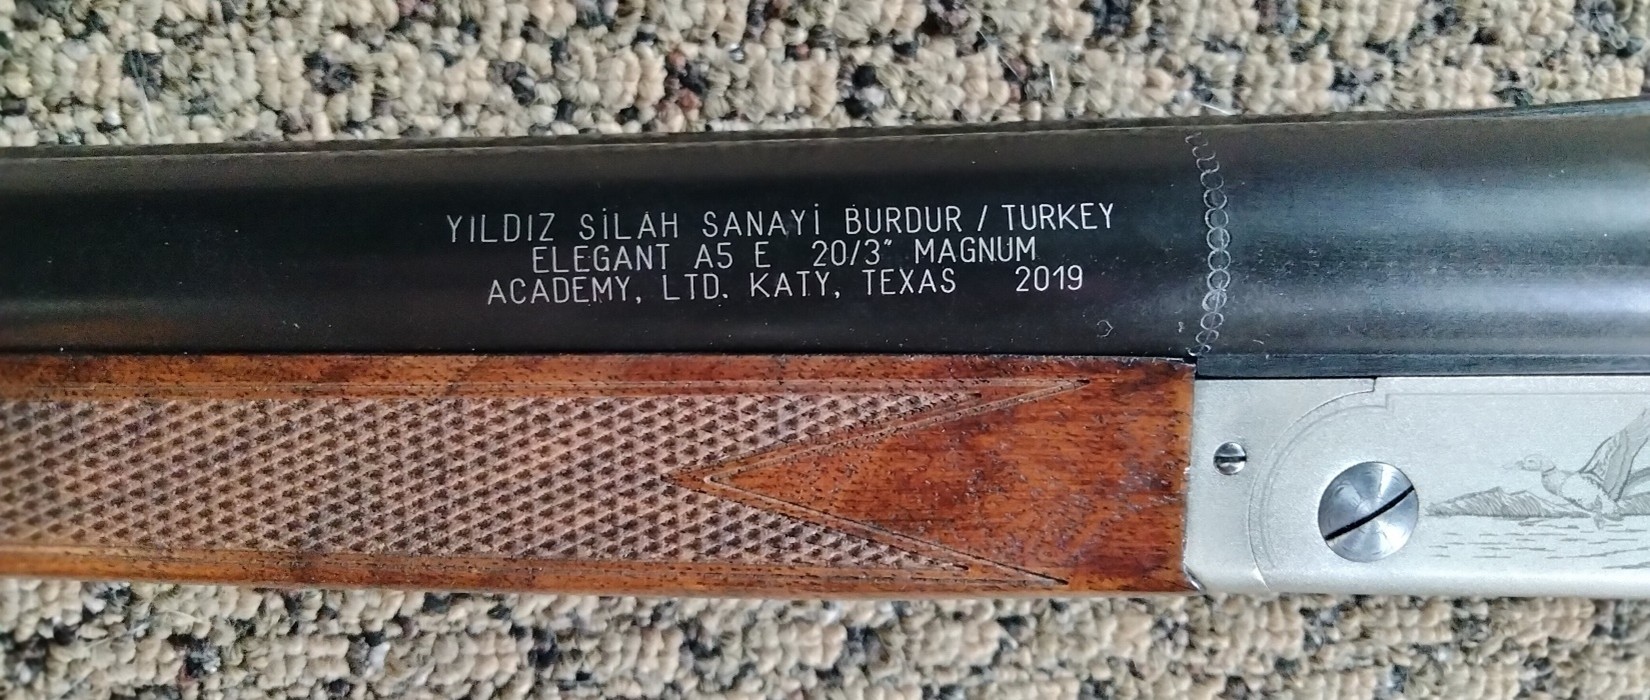 YILDIZ SİLAH SANAYİ BURDUR / TURKEY
ELEGANT A5 E 20/3" MAGNUM
ACADEMY, LTD. KATY, TEXAS 2019